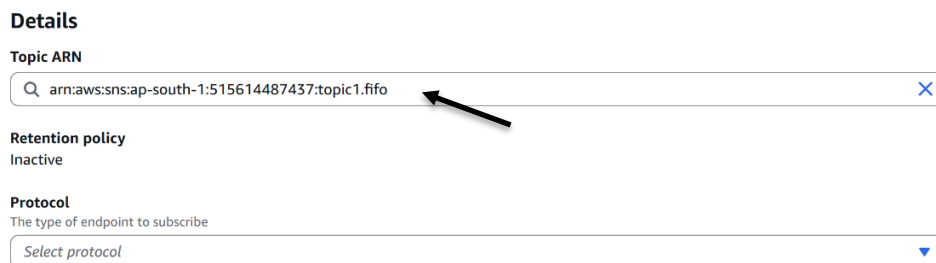 Details
Topic ARN
arn:aws:sns:ap-south-1:515614487437:topic1.fifo
Retention policy
Inactive
Protocol
The type of endpoint to subscribe
Select protocol